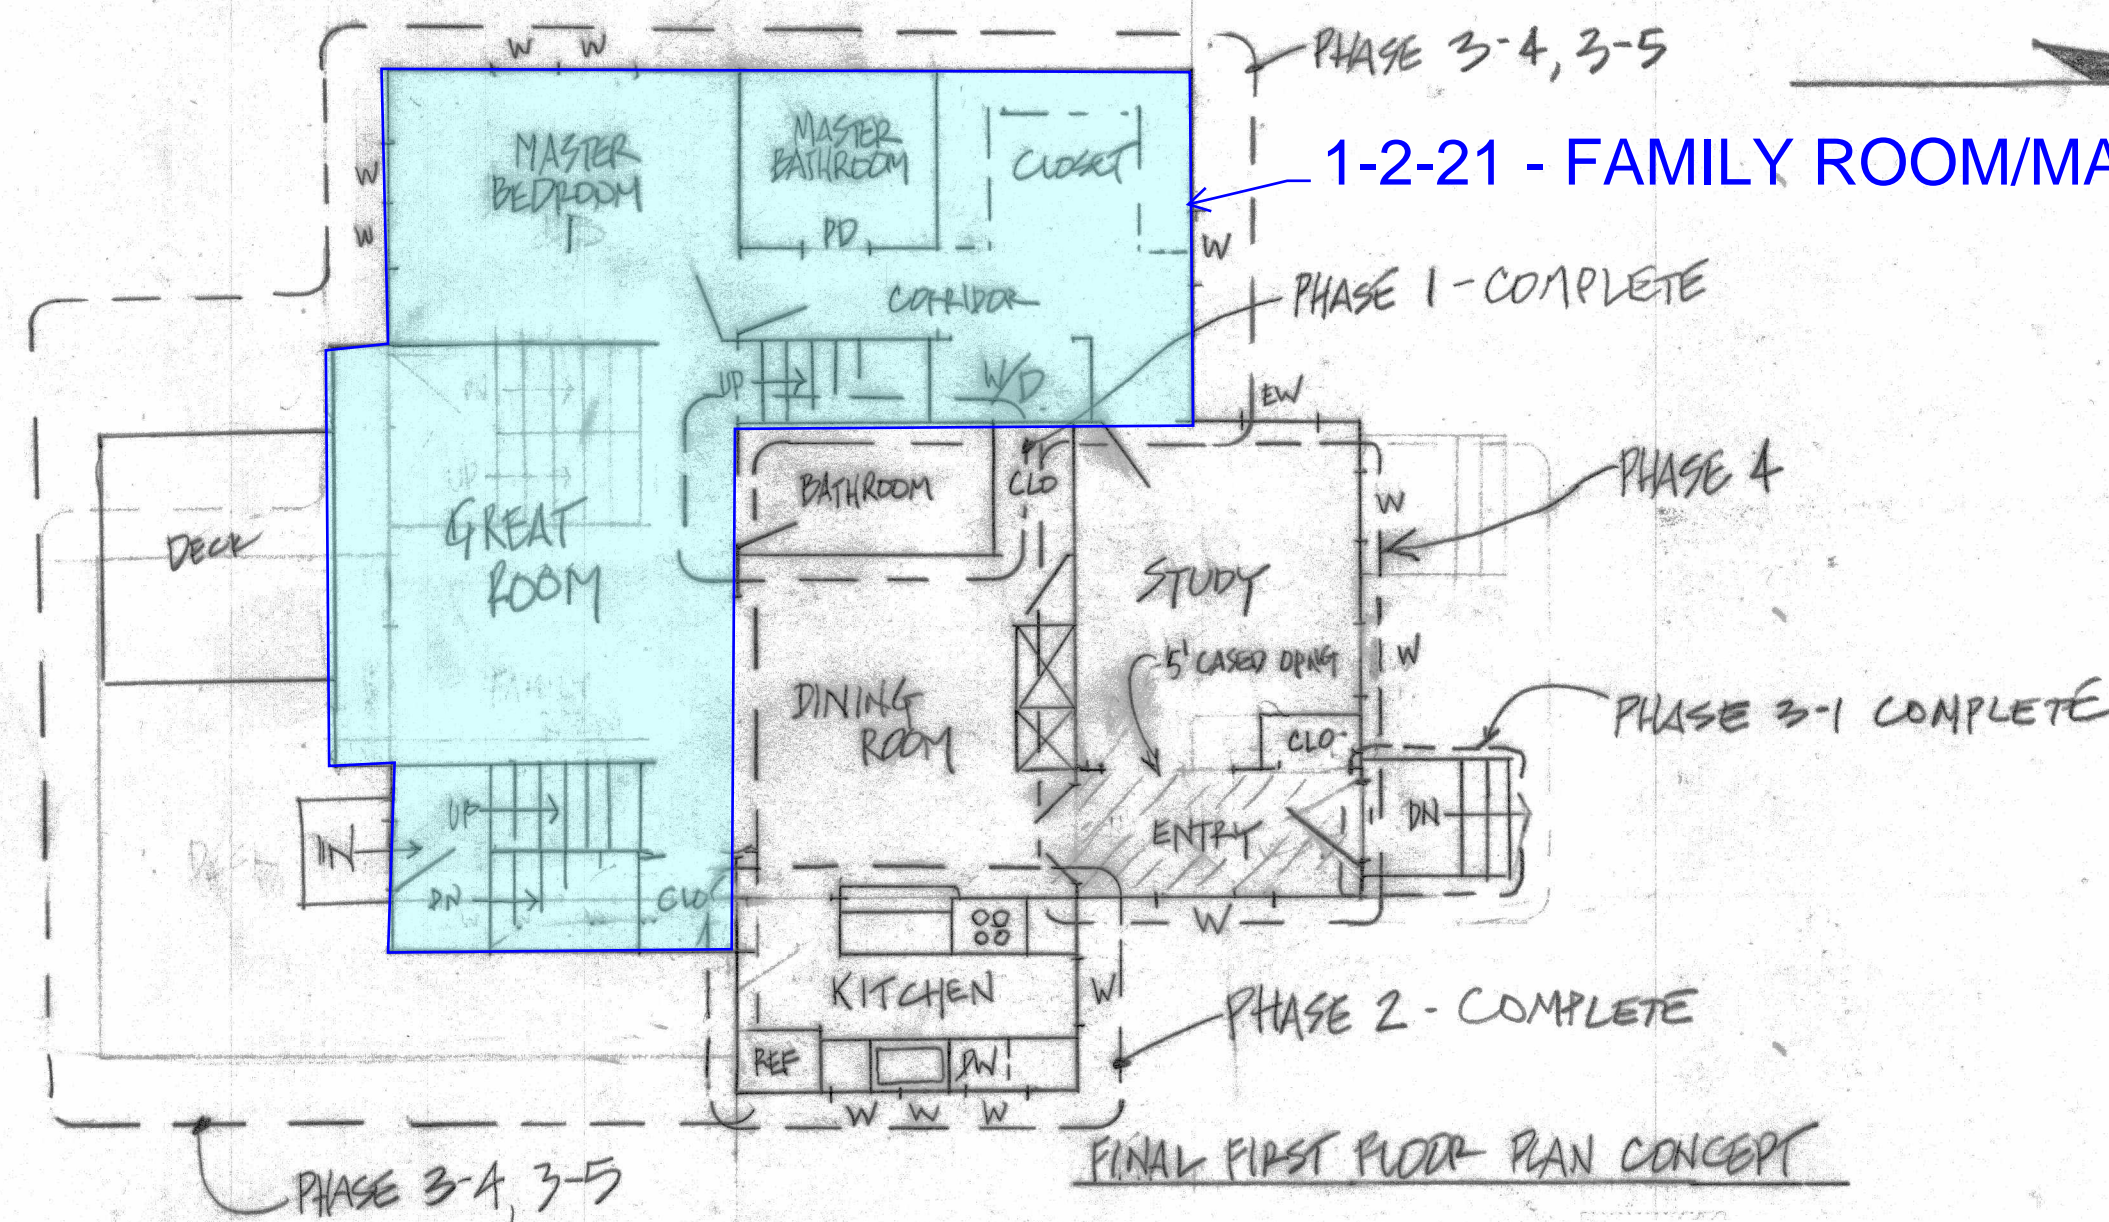 W W
PHASE 3-4, 3-5
1-2-21 - FAMILY ROOM/MA
MASTER
BEDROOM
MASTER
BATHROOM
CLOSET
W
W
PD
W
CORRIDOR
PHASE 1 - COMPLETE
UP
W/D
EW
BATHROOM
CLO
W
PHASE 4
DECK
GREAT
ROOM
STUDY
5' CASED OPNG
W
DINING
ROOM
CLO
PHASE 3-1 COMPLETE
UP
IN
DN
CLO
ENTRY
DN
W
KITCHEN
W
PHASE 2 - COMPLETE
REF
DW
W W W
FINAL FIRST FLOOR PLAN CONCEPT
PHASE 3-4, 3-5